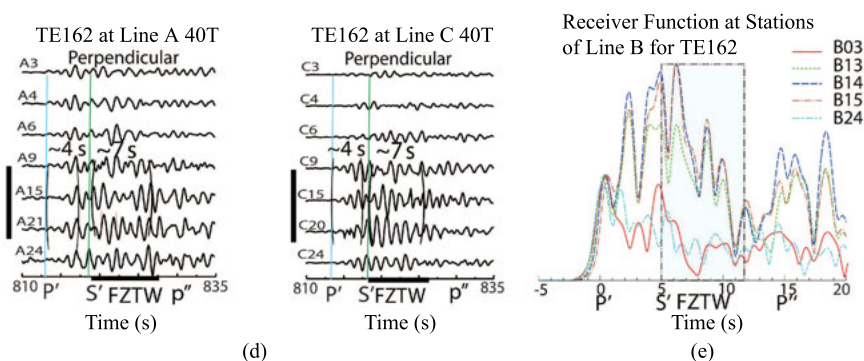 TE162 at Line A 40T
Perpendicular
A3
A4
A6
A9
~4 s ~7 s
A15
A21
A24
810 P' S' FZTW p" 835
Time (s)
TE162 at Line C 40T
Perpendicular
C3
C4
C6
C9
~4 s ~7 s
C15
C20
C24
810 P' S' FZTW p" 835
Time (s)
(d)
Receiver Function at Stations
of Line B for TE162
B03
B13
B14
B15
B24
-5 0 5 10 15 20
P' S' FZTW P"
Time (s)
(e)